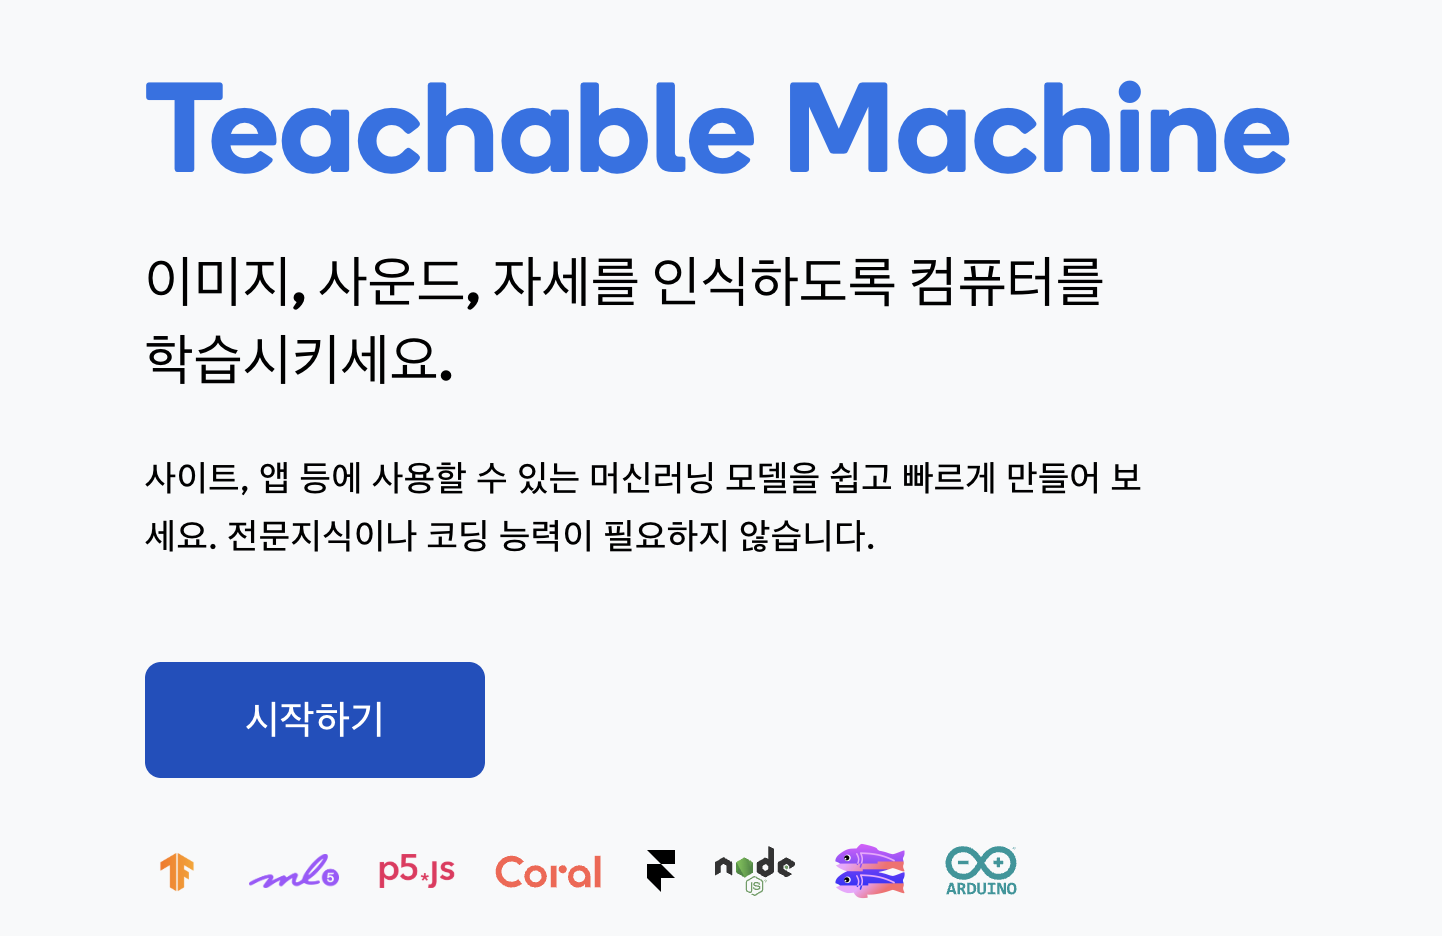 Teachable Machine
이미지, 사운드, 자세를 인식하도록 컴퓨터를
학습시키세요.
사이트, 앱 등에 사용할 수 있는 머신러닝 모델을 쉽고 빠르게 만들어 보
세요. 전문지식이나 코딩 능력이 필요하지 않습니다.
시작하기
ml5 p5.js Coral node JS ARDUINO